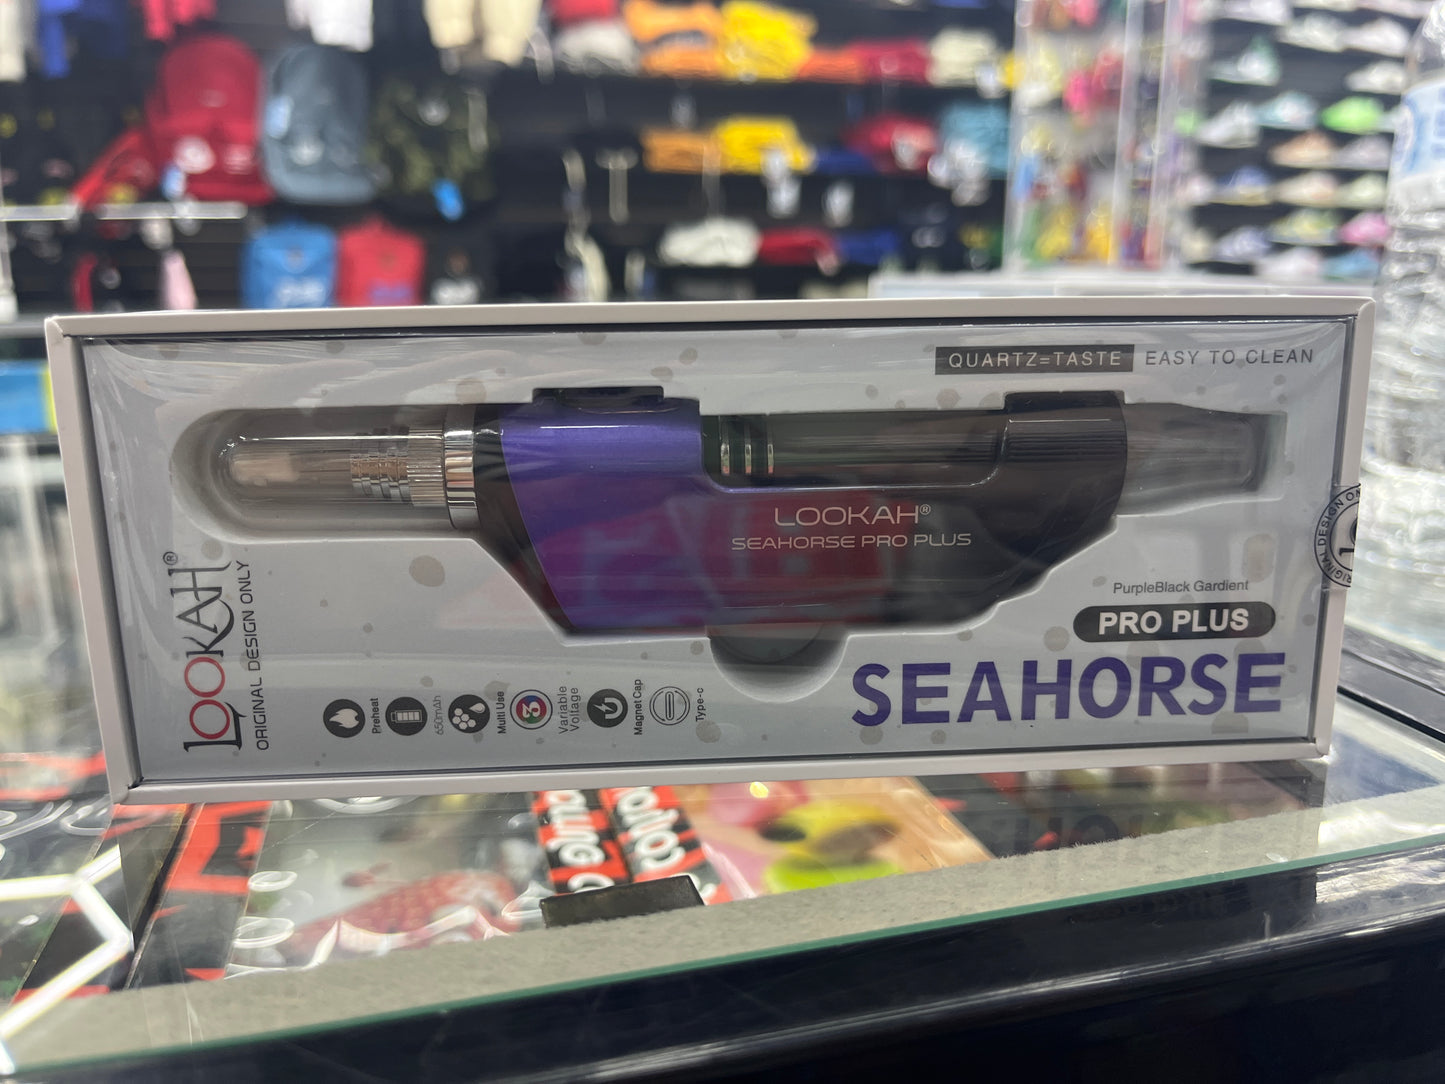 QUARTZ=TASTE EASY TO CLEAN
LOOKAH®
SEAHORSE PRO PLUS
LOOKAH®
ORIGINAL DESIGN ONLY
PurpleBlack Gardient
PRO PLUS
SEAHORSE
Preheat
650mAh
Multi Use
3
Variable
Voltage
Magnet Cap
Type-c